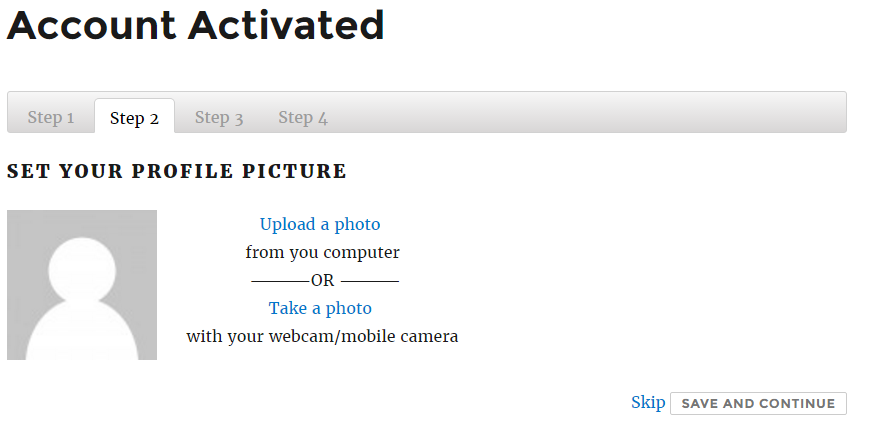 Account Activated
Step 1 Step 2 Step 3 Step 4
SET YOUR PROFILE PICTURE
Upload a photo
from you computer
OR
Take a photo
with your webcam/mobile camera
Skip SAVE AND CONTINUE